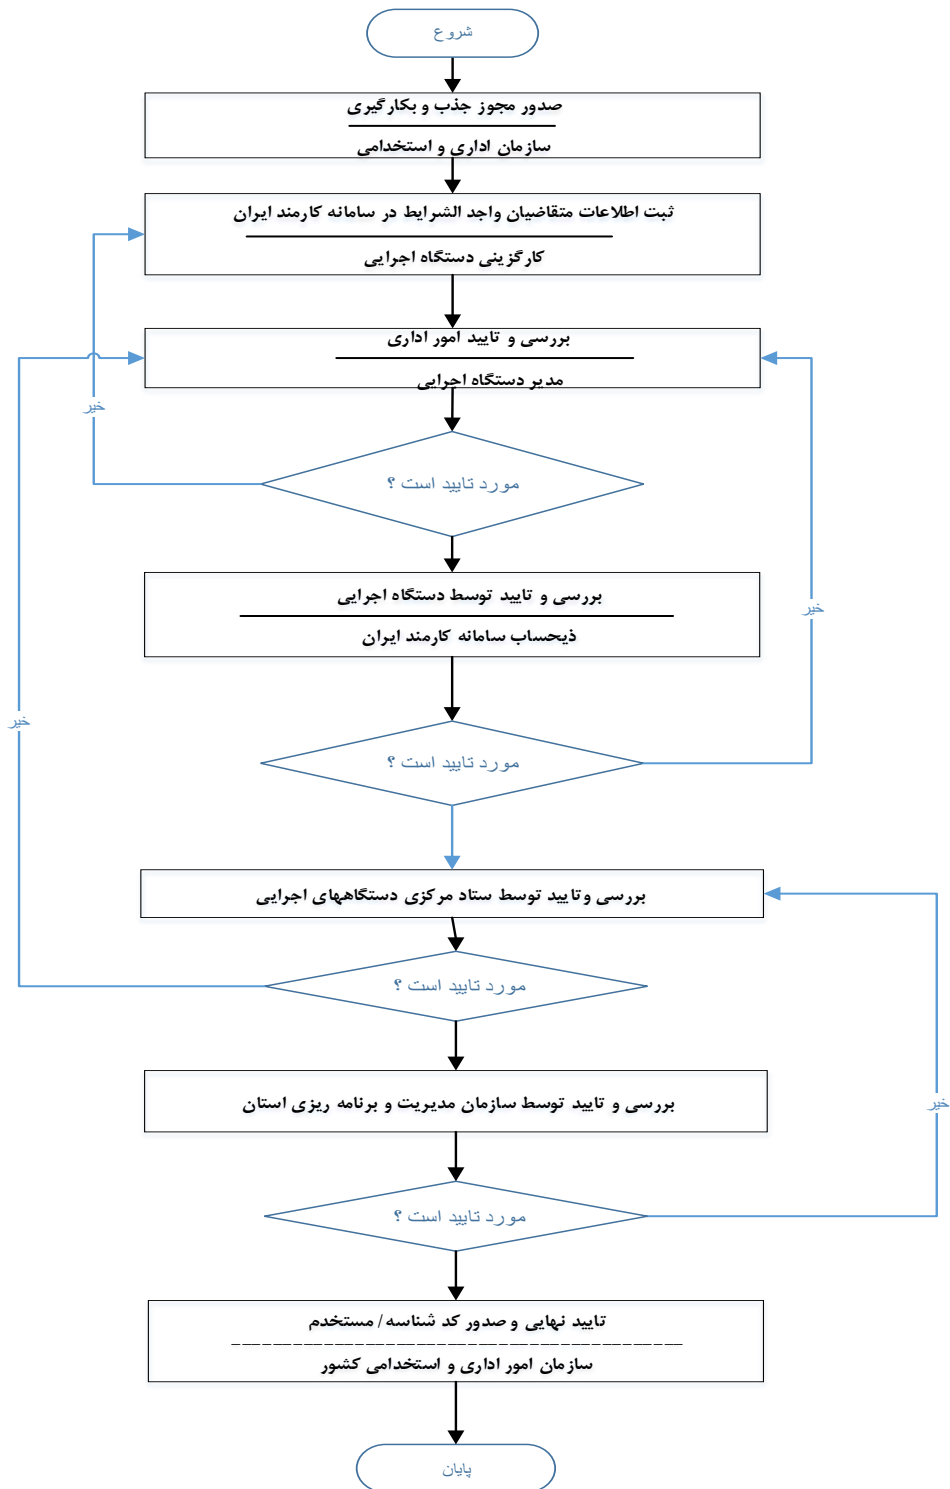 شروع
صدور مجوز جذب و بکارگیری
سازمان اداری و استخدامی
ثبت اطلاعات متقاضیان واجد الشرایط در سامانه کارمند ایران
کارگزینی دستگاه اجرایی
بررسی و تایید امور اداری
مدیر دستگاه اجرایی
خیر
مورد تایید است ؟
بررسی و تایید توسط دستگاه اجرایی
خیر
ذیحساب سامانه کارمند ایران
خیر
مورد تایید است ؟
بررسی وتایید توسط ستاد مرکزی دستگاههای اجرایی
مورد تایید است ؟
بررسی و تایید توسط سازمان مدیریت و برنامه ریزی استان
خیر
مورد تایید است ؟
تایید نهایی و صدور کد شناسه/ مستخدم
سازمان امور اداری و استخدامی کشور
پایان